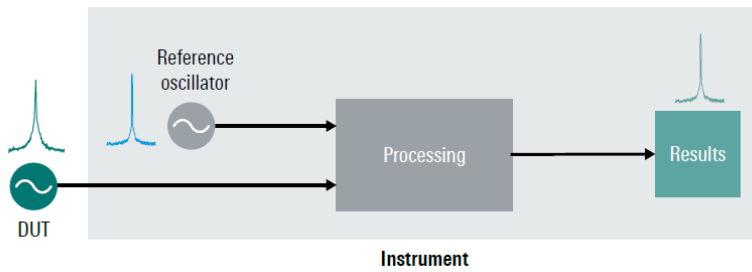 Reference
oscillator
Processing
Results
DUT
Instrument